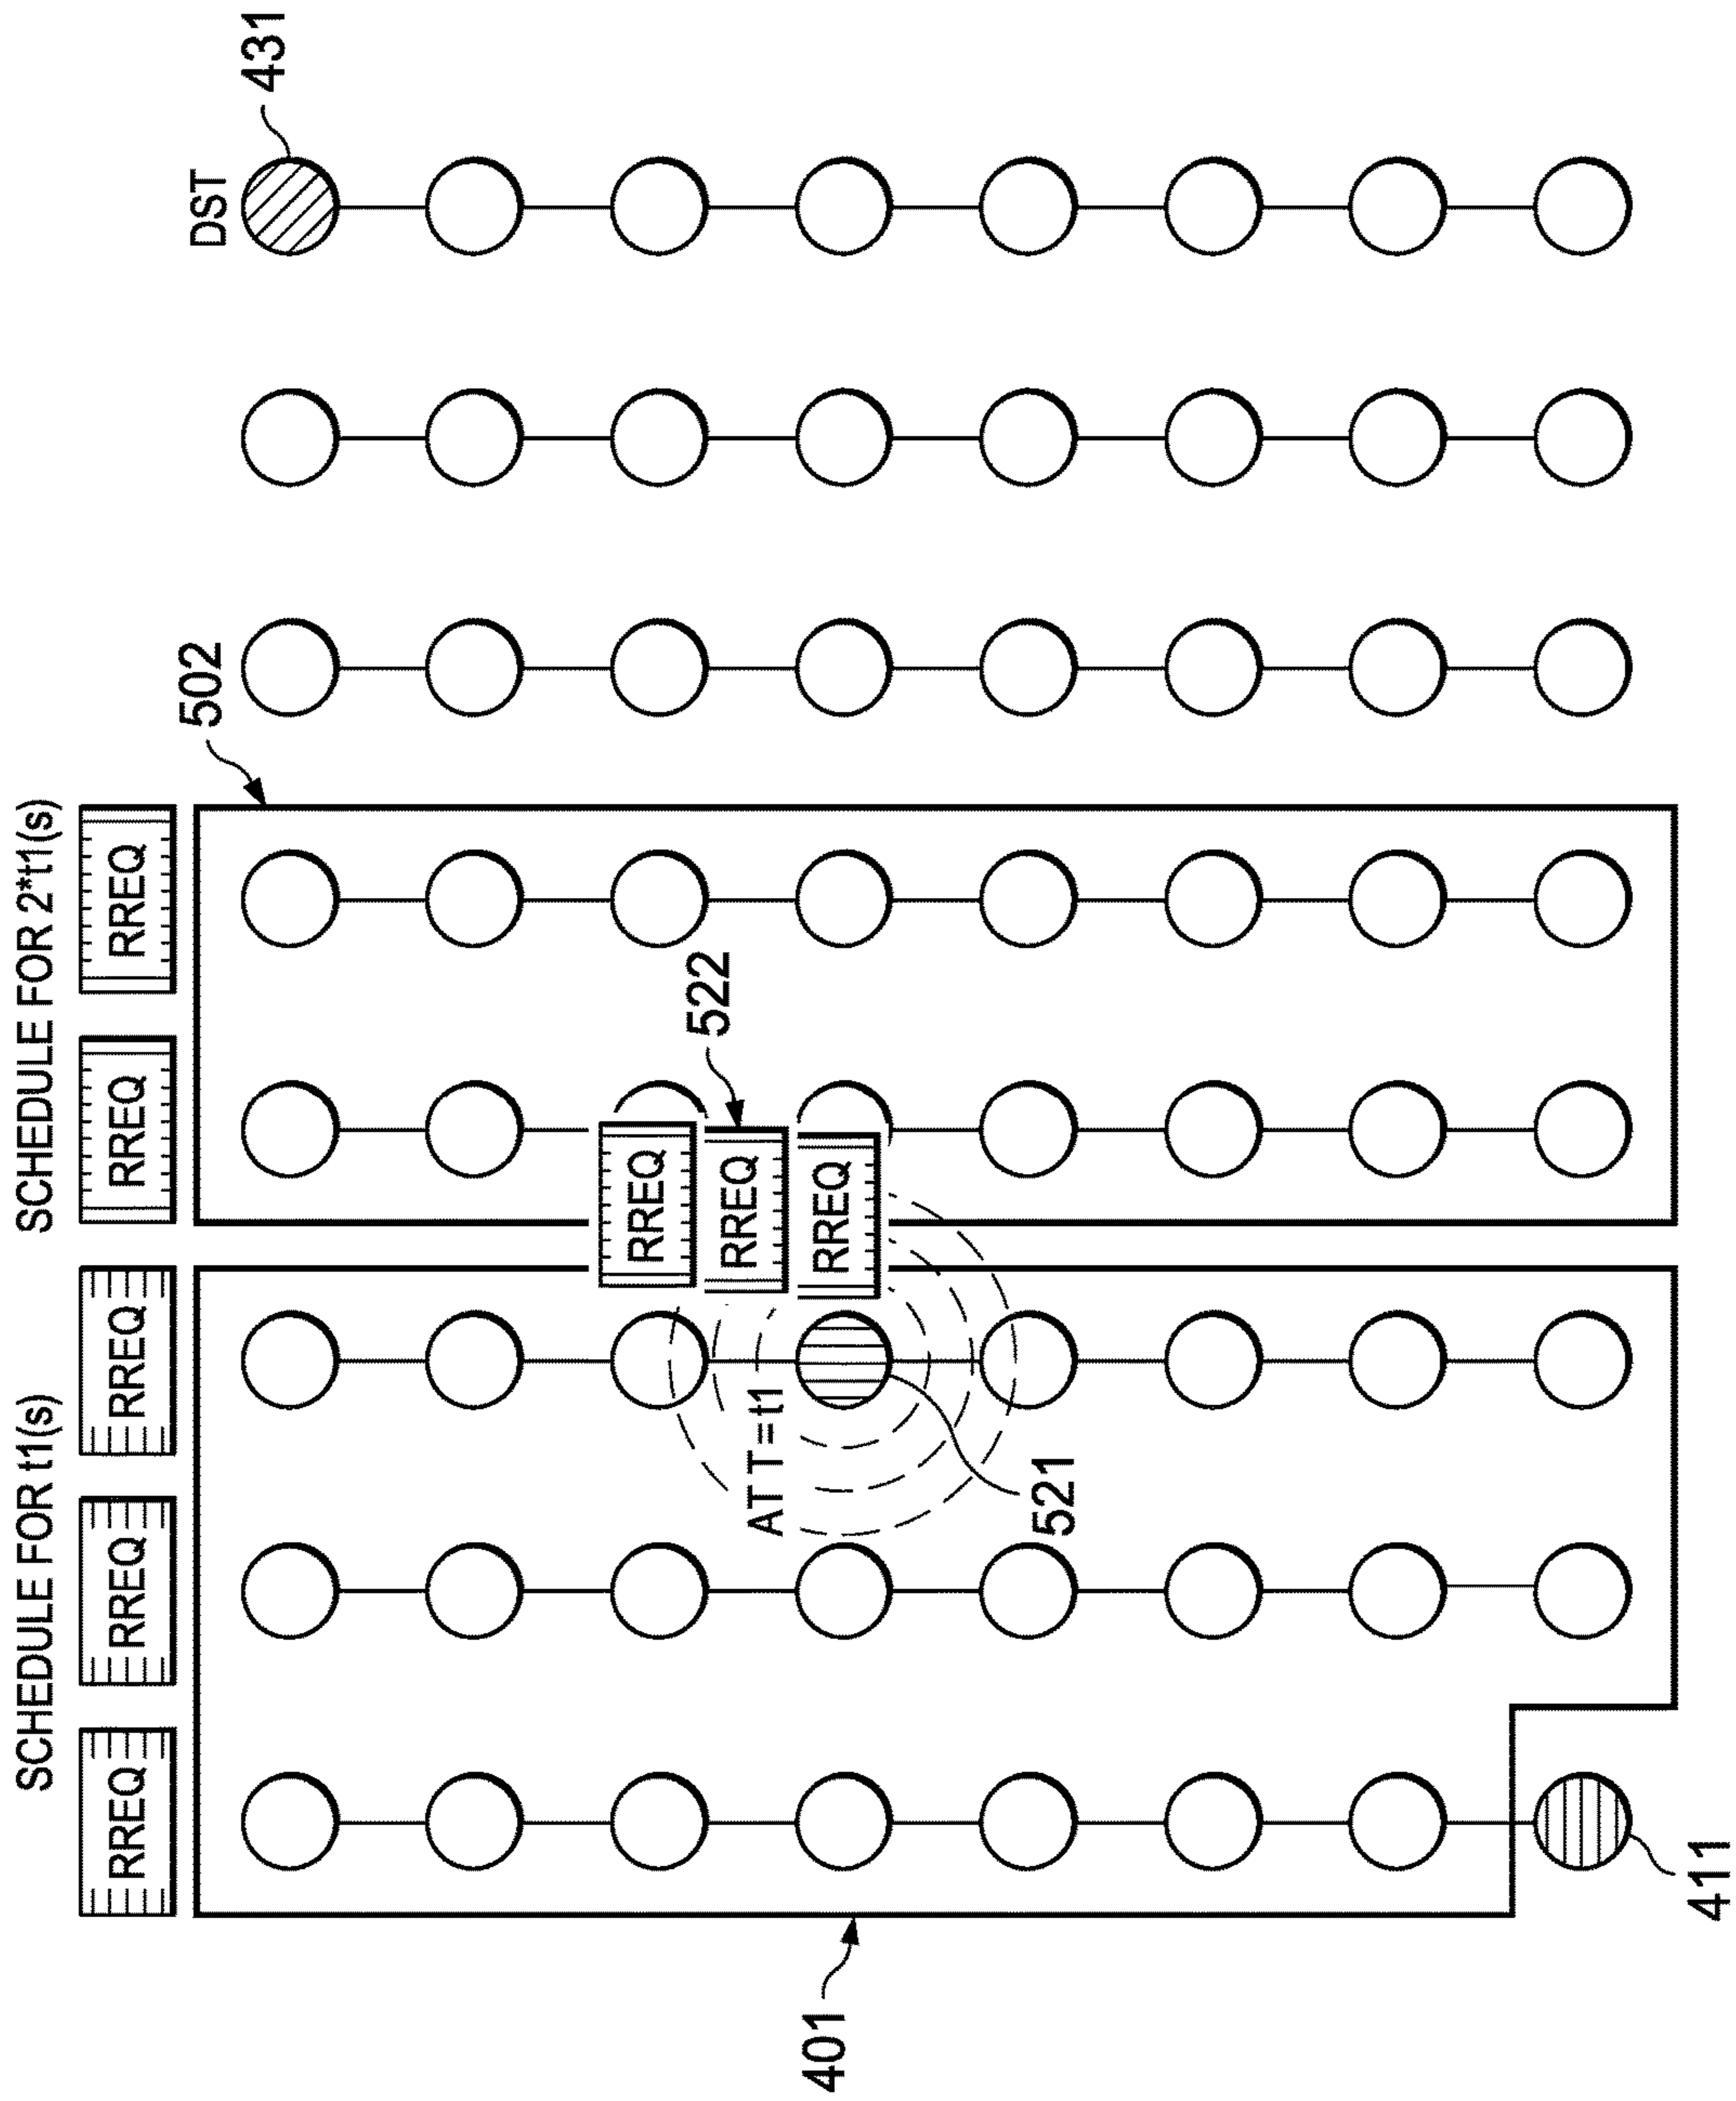 SCHEDULE FOR t1(s)
SCHEDULE FOR 2*t1(s)
RREQ
RREQ
RREQ
RREQ
RREQ
502
DST
431
RREQ
522
RREQ
ATT=t1
RREQ
401
521
411